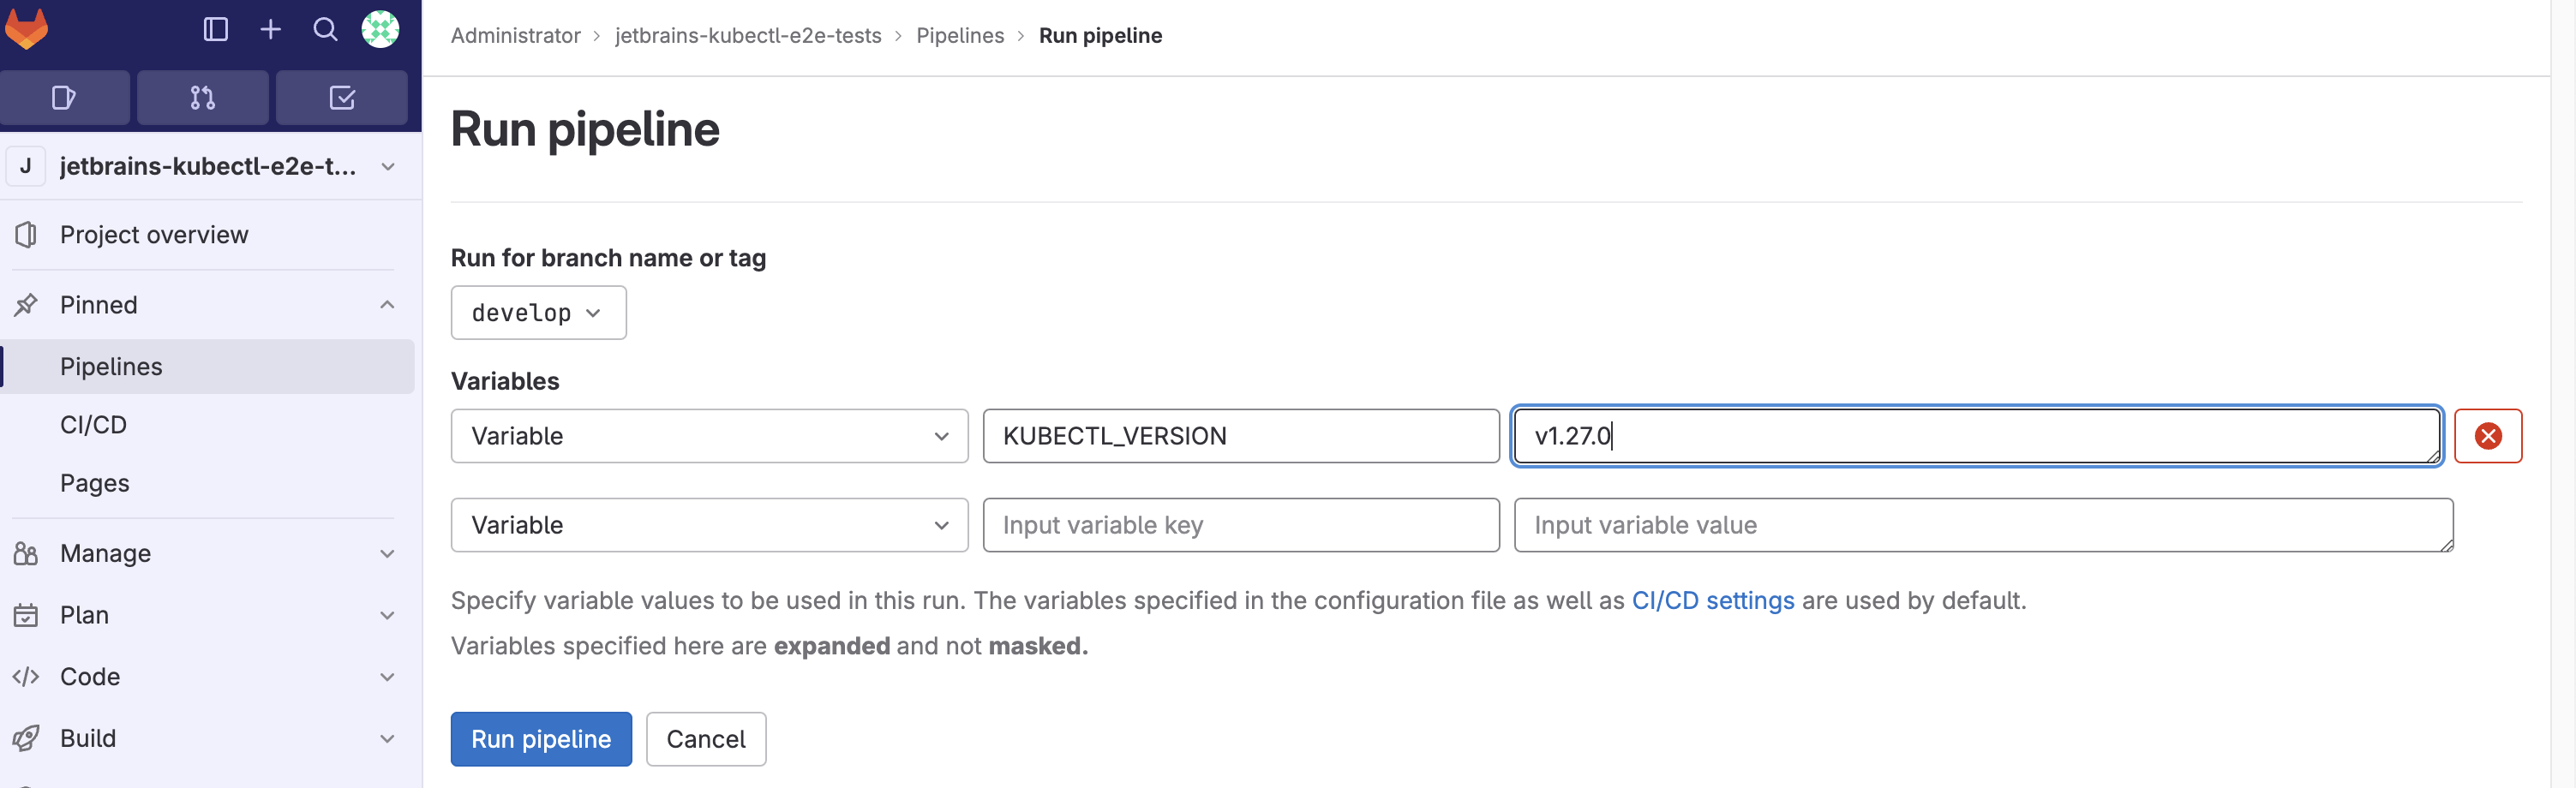 Administrator > jetbrains-kubectl-e2e-tests > Pipelines > Run pipeline
J jetbrains-kubectl-e2e-t...
Project overview
Pinned
Pipelines
CI/CD
Pages
Manage
Plan
Code
Build
Run pipeline
Run for branch name or tag
develop
Variables
Variable KUBECTL_VERSION v1.27.0
Variable Input variable key Input variable value
Specify variable values to be used in this run. The variables specified in the configuration file as well as CI/CD settings are used by default.
Variables specified here are expanded and not masked.
Run pipeline Cancel